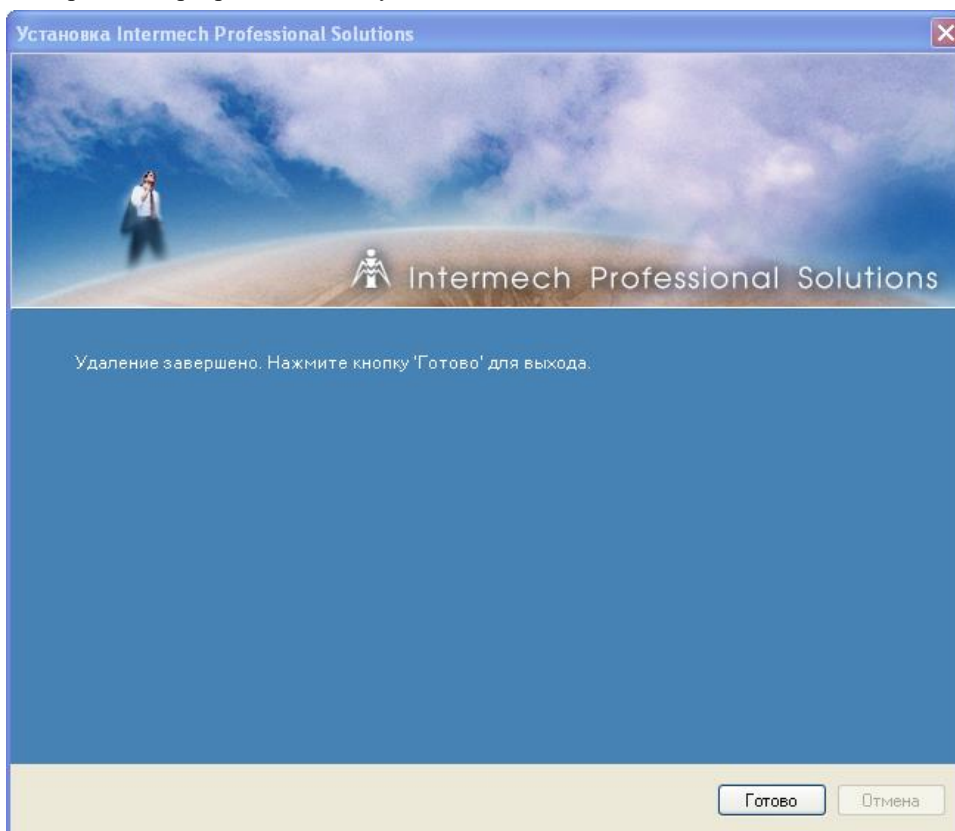 Установка Intermech Professional Solutions
Intermech Professional Solutions
Удаление завершено. Нажмите кнопку 'Готово' для выхода.
Готово
Отмена